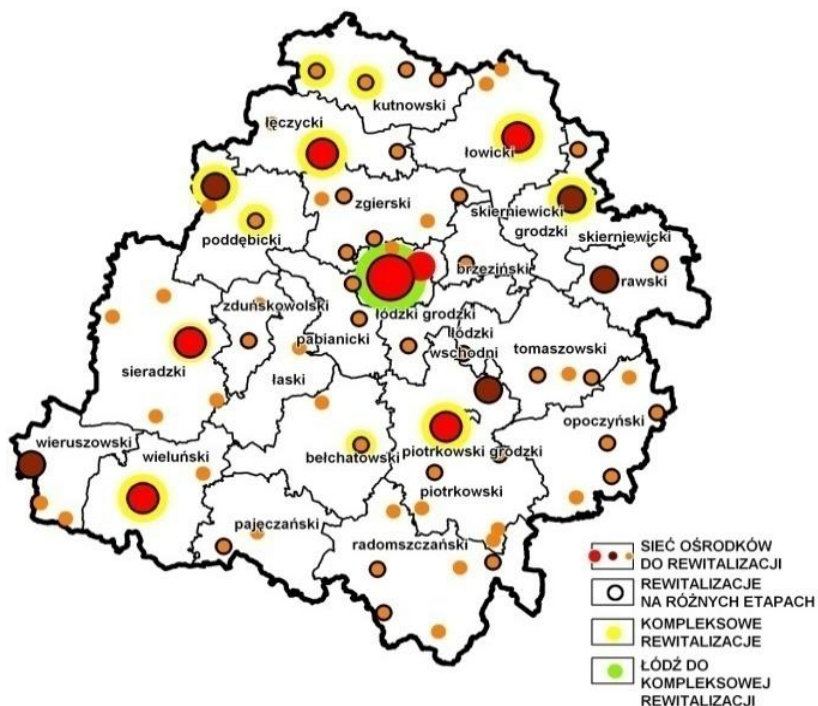 kutnowski
łęczycki
łowicki
zgierski
skierniewicki
grodzki
skierniewicki
poddębicki
brzeziński
rawski
zduńskowolski
łódzki grodzki
pabianicki
łódzki
wschodni
tomaszowski
sieradzki
łaski
opoczyński
wieruszowski
wieluński
bełchatowski
piotrkowski grodzki
piotrkowski
pajęczański
radomszczański
SIEĆ OŚRODKÓW
DO REWITALIZACJI
REWITALIZACJE
NA RÓŻNYCH ETAPACH
KOMPLEKSOWE
REWITALIZACJE
ŁÓDŹ DO
KOMPLEKSOWEJ
REWITALIZACJI